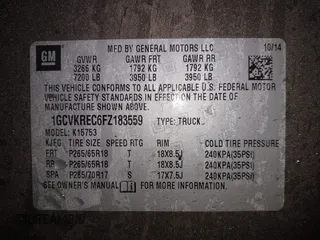 GM
MFD BY GENERAL MOTORS LLC 10/14
GVWR GAWR FRT GAWR RR
3266 KG 1792 KG 1792 KG
7200 LB 3950 LB 3950 LB
THIS VEHICLE CONFORMS TO ALL APPLICABLE U.S. FEDERAL MOTOR
VEHICLE SAFETY STANDARDS IN EFFECT ON THE DATE OF
MANUFACTURE SHOWN ABOVE.
1GCVKREC6FZ183559 TYPE: TRUCK
MODEL: K15753
TIRE SIZE SPEED RTG RIM COLD TIRE PRESSURE
FRT P265/65R18 T 18X8.5J 240KPA(35PSI)
RR P265/65R18 T 18X8.5J 240KPA(35PSI)
SPA P265/70R17 S 17X7.5J 240KPA(35PSI)
SEE OWNER'S MANUAL FOR ADDITIONAL INFORMATION